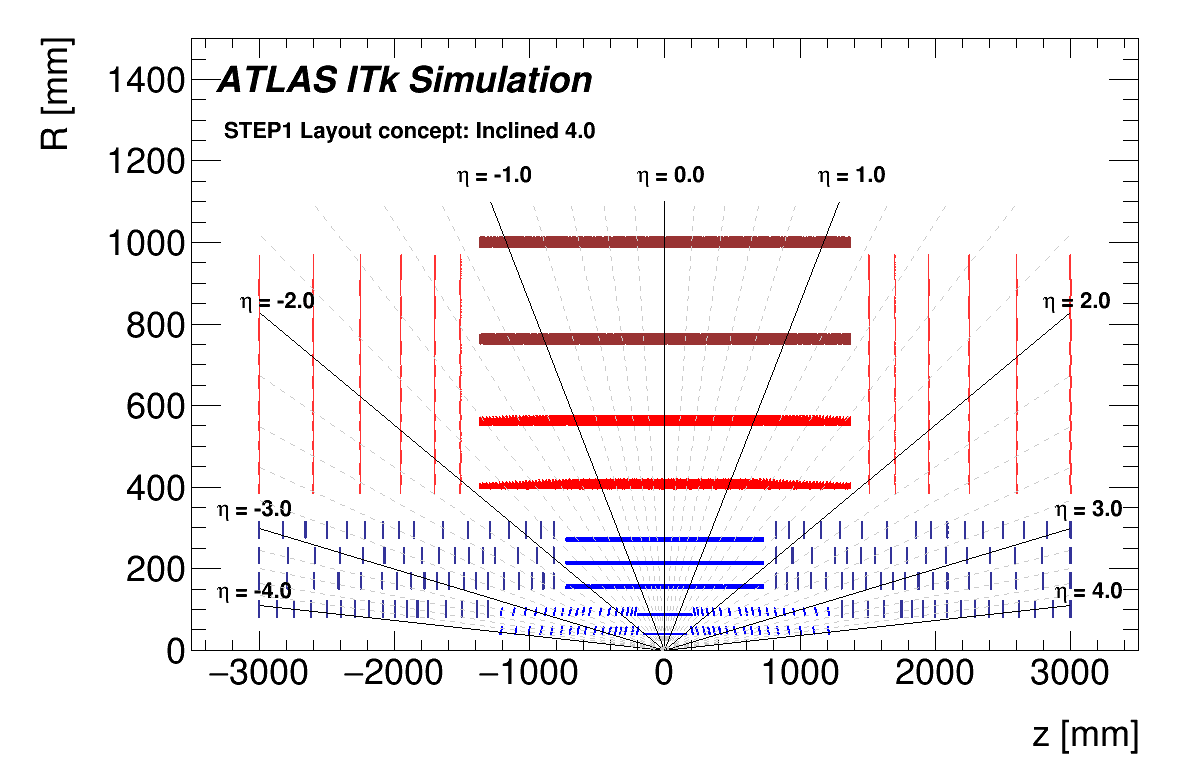 R [mm]
1400
1200
1000
800
600
400
200
0
ATLAS ITk Simulation
STEP1 Layout concept: Inclined 4.0
η = -1.0
η = 0.0
η = 1.0
η = -2.0
η = 2.0
η = -3.0
η = 3.0
η = -4.0
η = 4.0
−3000
−2000
−1000
0
1000
2000
3000
z [mm]